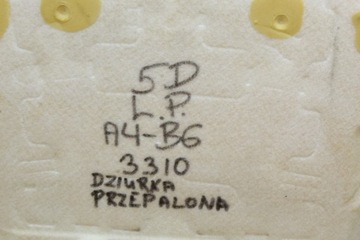 5D
L.P.
A4-B6
3310
DZIURKA
PRZEPALONA